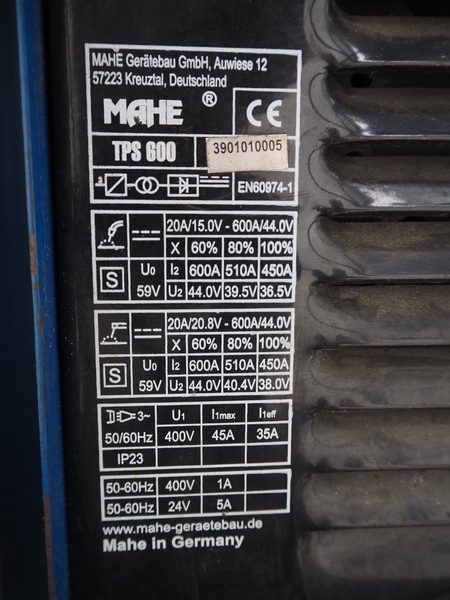 MAHE Gerätebau GmbH, Auwiese 12
57223 Kreuztal, Deutschland
MAHE ® CE
TPS 600 3901010005
3~ EN60974-1
20A/15.0V - 600A/44.0V
X 60% 80% 100%
S U0 I2 600A 510A 450A
59V U2 44.0V 39.5V 36.5V
20A/20.8V - 600A/44.0V
X 60% 80% 100%
S U0 I2 600A 510A 450A
59V U2 44.0V 40.4V 38.0V
3~ U1 I1max I1eff
50/60Hz 400V 45A 35A
IP23
50-60Hz 400V 1A
50-60Hz 24V 5A
www.mahe-geraetebau.de
Mahe in Germany